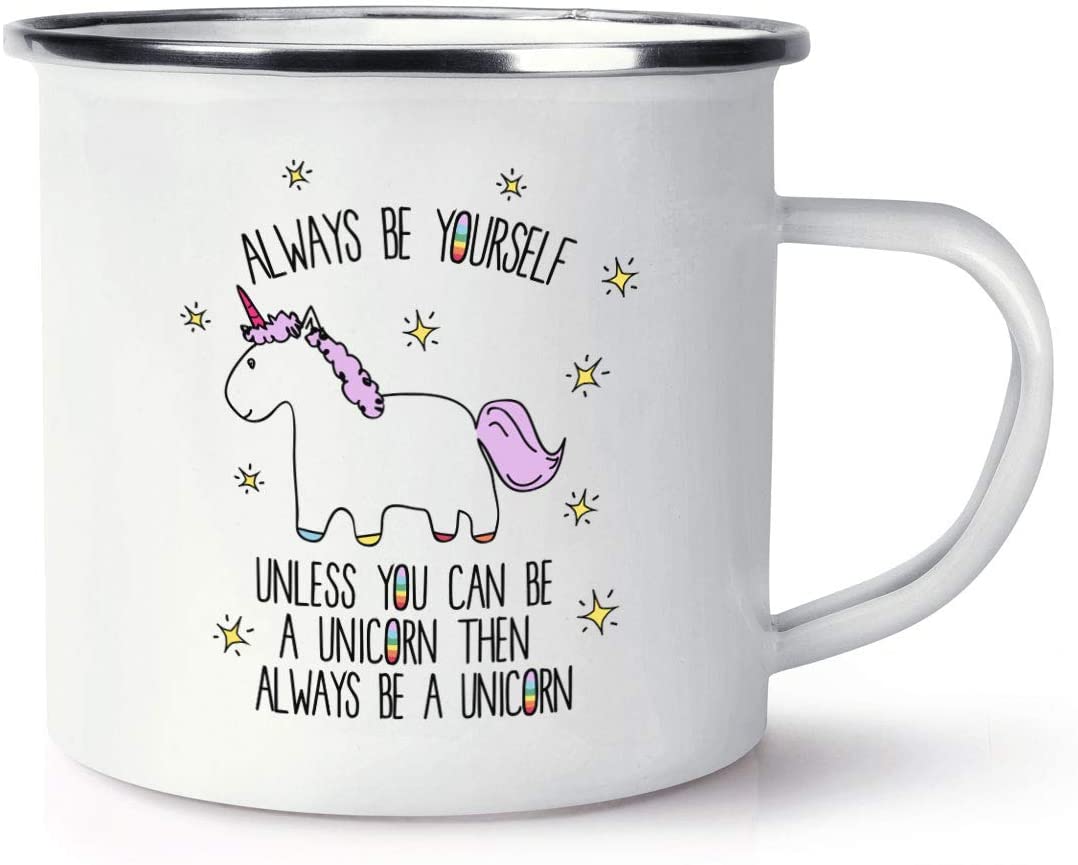 ALWAYS BE YOURSELF
UNLESS YOU CAN BE
A UNICORN THEN
ALWAYS BE A UNICORN